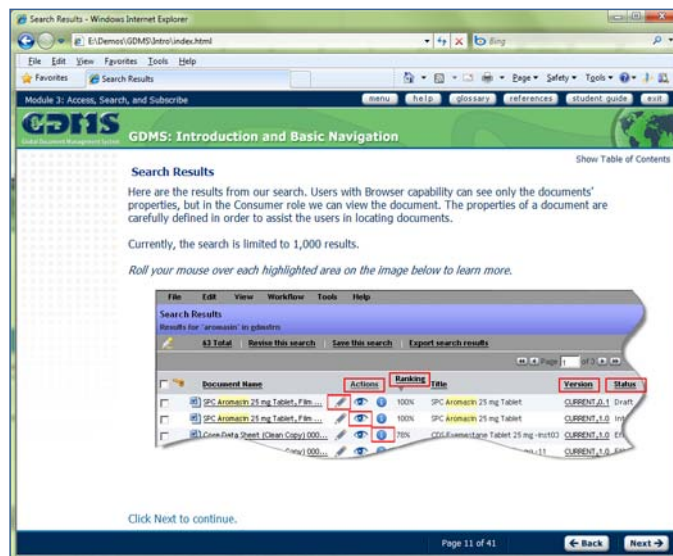 Search Results - Windows Internet Explorer
E:\Demos\GDMS\Intro\index.html
Bing
File Edit View Favorites Tools Help
Favorites Search Results Page Safety Tools
Module 3: Access, Search, and Subscribe menu help glossary references student guide exit
GDMS
Global Document Management System
GDMS: Introduction and Basic Navigation
Show Table of Contents
Search Results
Here are the results from our search. Users with Browser capability can see only the documents'
properties, but in the Consumer role we can view the document. The properties of a document are
carefully defined in order to assist the users in locating documents.
Currently, the search is limited to 1,000 results.
Roll your mouse over each highlighted area on the image below to learn more.
File Edit View Workflow Tools Help
Search Results
Results for 'aromasin' in gdmstrn
63 Total Revise this search Save this search Export search results
Page 1 of 3
Document Name Actions Ranking Title Version Status
SPC Aromasin 25 mg Tablet, Film ... 100% SPC Aromasin 25 mg Tablet CURRENT,0.1 Draft
SPC Aromasin 25 mg Tablet, Film ... 100% SPC Aromasin 25 mg Tablet CURRENT,1.0
Core Data Sheet (Clean Copy) 000... 78% CDS Exemestane Tablet 25 mg CURRENT,1.0
Copy) 000... CURRENT,1.0
Click Next to continue.
Page 11 of 41 Back Next